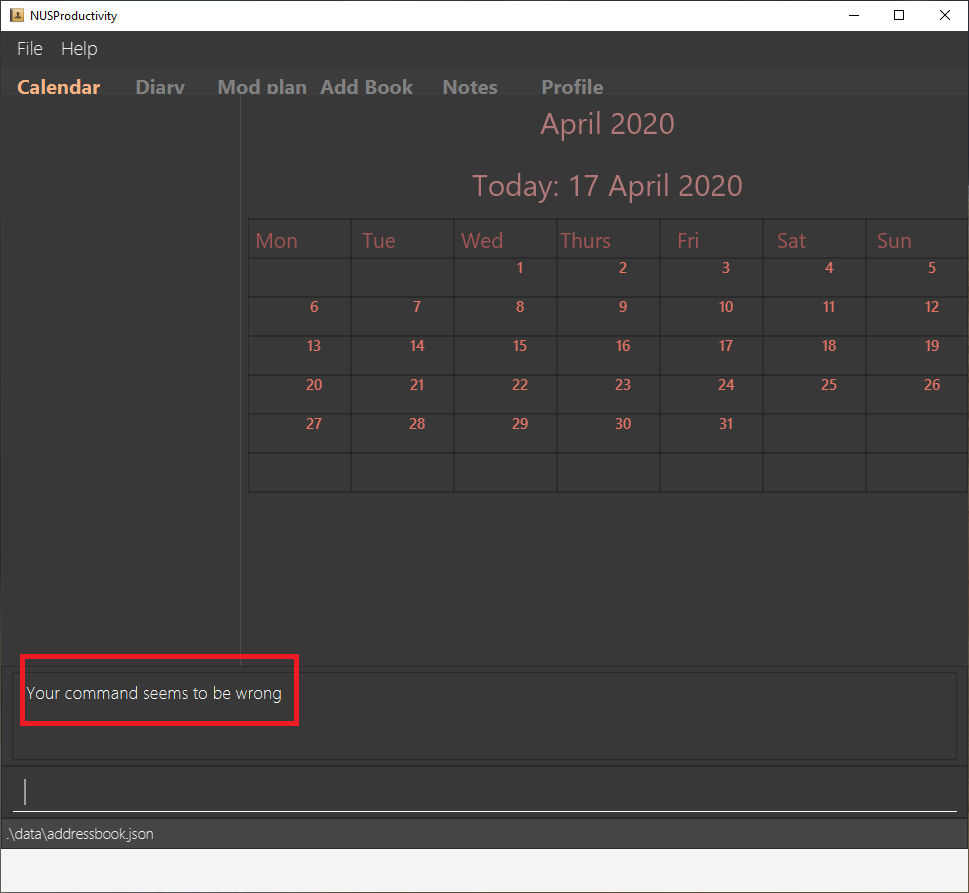 NUSProductivity
File Help
Calendar Diary Mod plan Add Book Notes Profile
April 2020
Today: 17 April 2020
Mon Tue Wed Thurs Fri Sat Sun
1 2 3 4 5
6 7 8 9 10 11 12
13 14 15 16 17 18 19
20 21 22 23 24 25 26
27 28 29 30 31
Your command seems to be wrong
.\data\addressbook.json